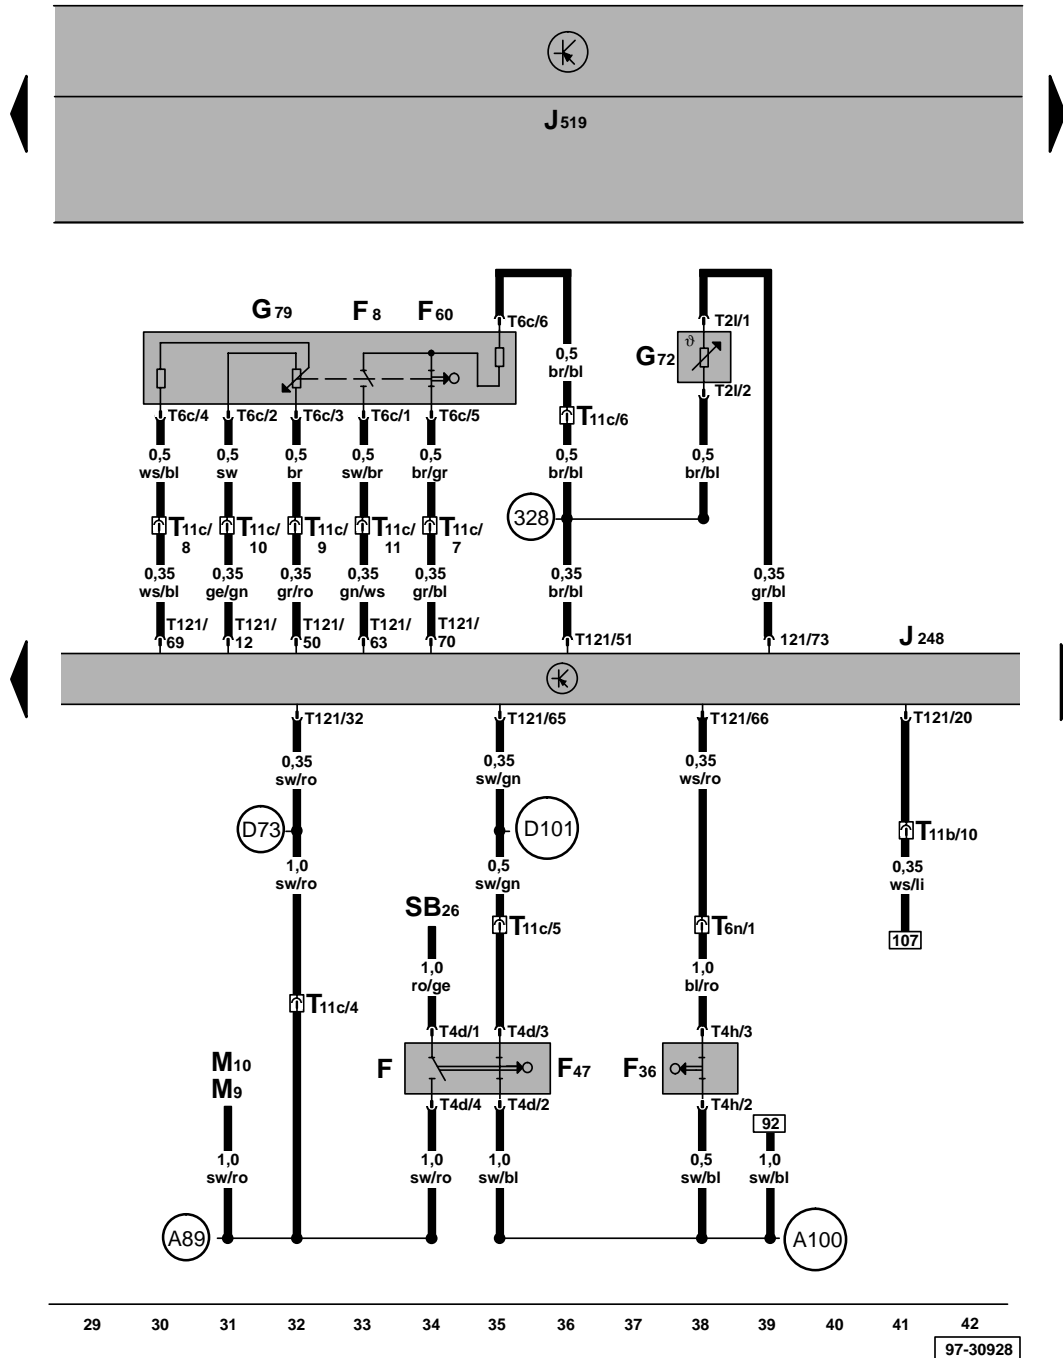 J519
G79 F8 F60
T6c/6
T2l/1
ϑ
G72
0,5
br/bl
T2l/2
T11c/6
T6c/4 T6c/2 T6c/3 T6c/1 T6c/5
0,5 0,5 0,5 0,5 0,5 0,5 0,5
ws/bl sw br sw/br br/gr br/bl br/bl
328
T11c/ T11c/ T11c/ T11c/ T11c/
8 10 9 11 7
0,35 0,35 0,35 0,35 0,35 0,35 0,35
ws/bl ge/gn gr/ro gn/ws gr/bl br/bl gr/bl
T121/ T121/ T121/ T121/ T121/
69 12 50 63 70 T121/51 121/73
J248
T121/32 T121/65 T121/66 T121/20
0,35 0,35 0,35
sw/ro sw/gn ws/ro
D73 D101 T11b/10
1,0 0,5 0,35
sw/ro sw/gn ws/li
SB26
T11c/5 T6n/1
107
1,0 1,0
ro/ge bl/ro
T11c/4
T4d/1 T4d/3 T4h/3
M10
M9
F F47 F36
T4d/4 T4d/2 T4h/2
92
1,0 1,0 1,0 0,5 1,0
sw/ro sw/ro sw/bl sw/bl sw/bl
A89 A100
29 30 31 32 33 34 35 36 37 38 39 40 41 42
97-30928